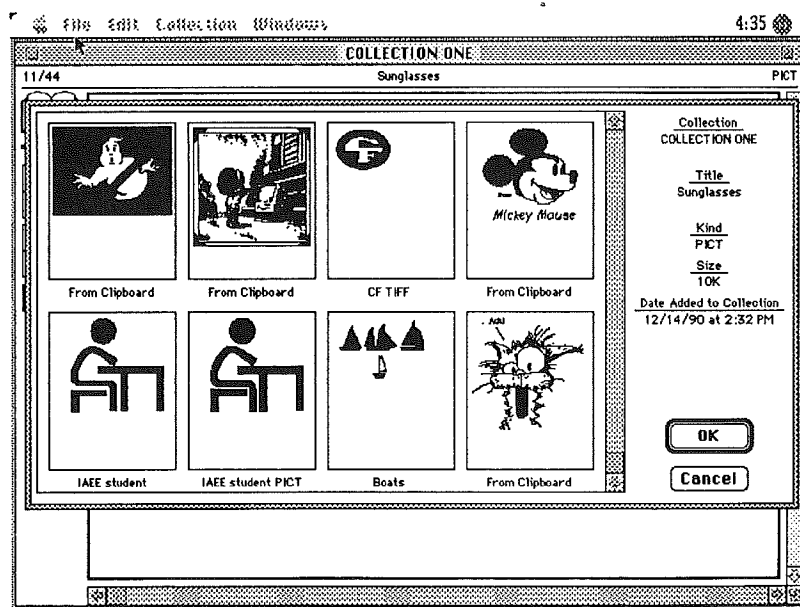 File Edit Collection Windows 4:35
COLLECTION ONE
11/44 Sunglasses PICT
Collection
COLLECTION ONE
Title
Sunglasses
Kind
PICT
Size
10K
Date Added to Collection
12/14/90 at 2:32 PM
CF
Mickey Mouse
From Clipboard From Clipboard CF TIFF From Clipboard
Add
IAEE student IAEE student PICT Boats From Clipboard
OK
Cancel